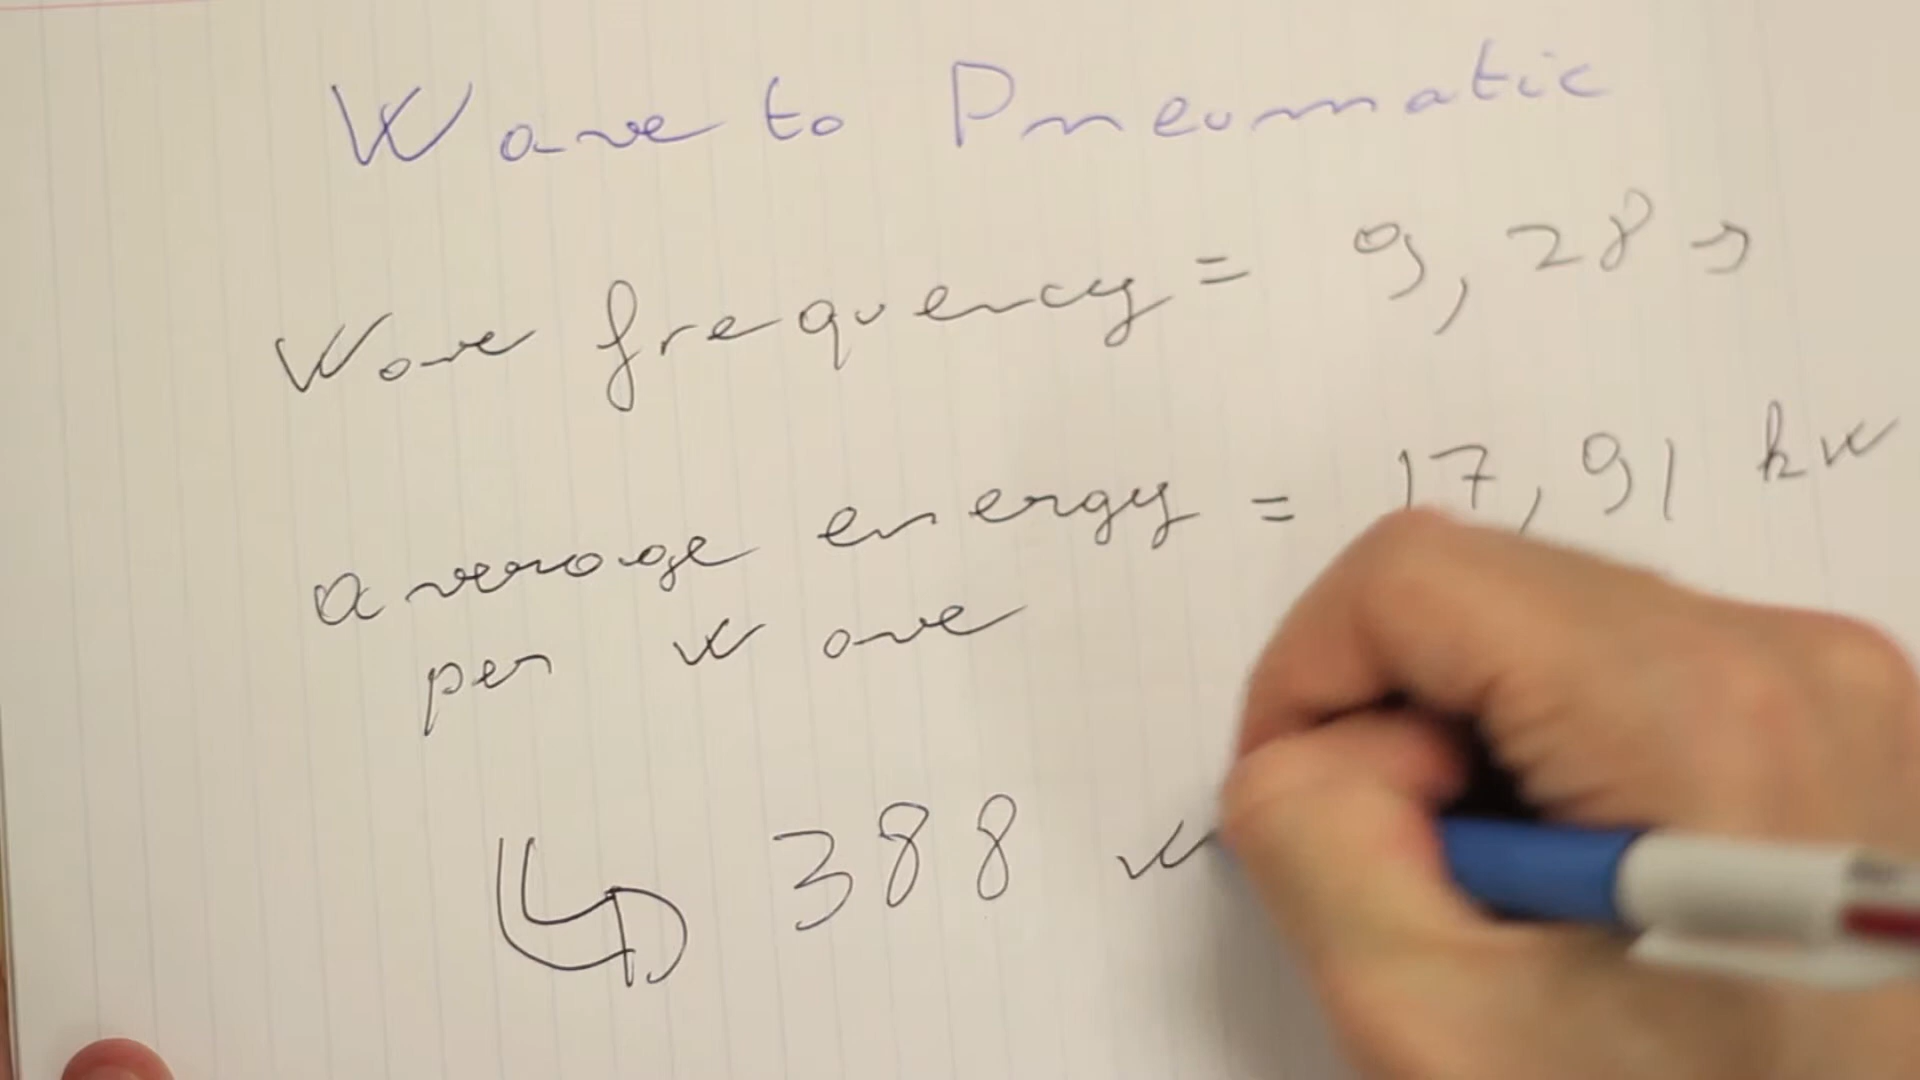 Wave to Pneumatic
Wave frequency = 9,28 s
average energy = 17,91 kw
per wave
388 w